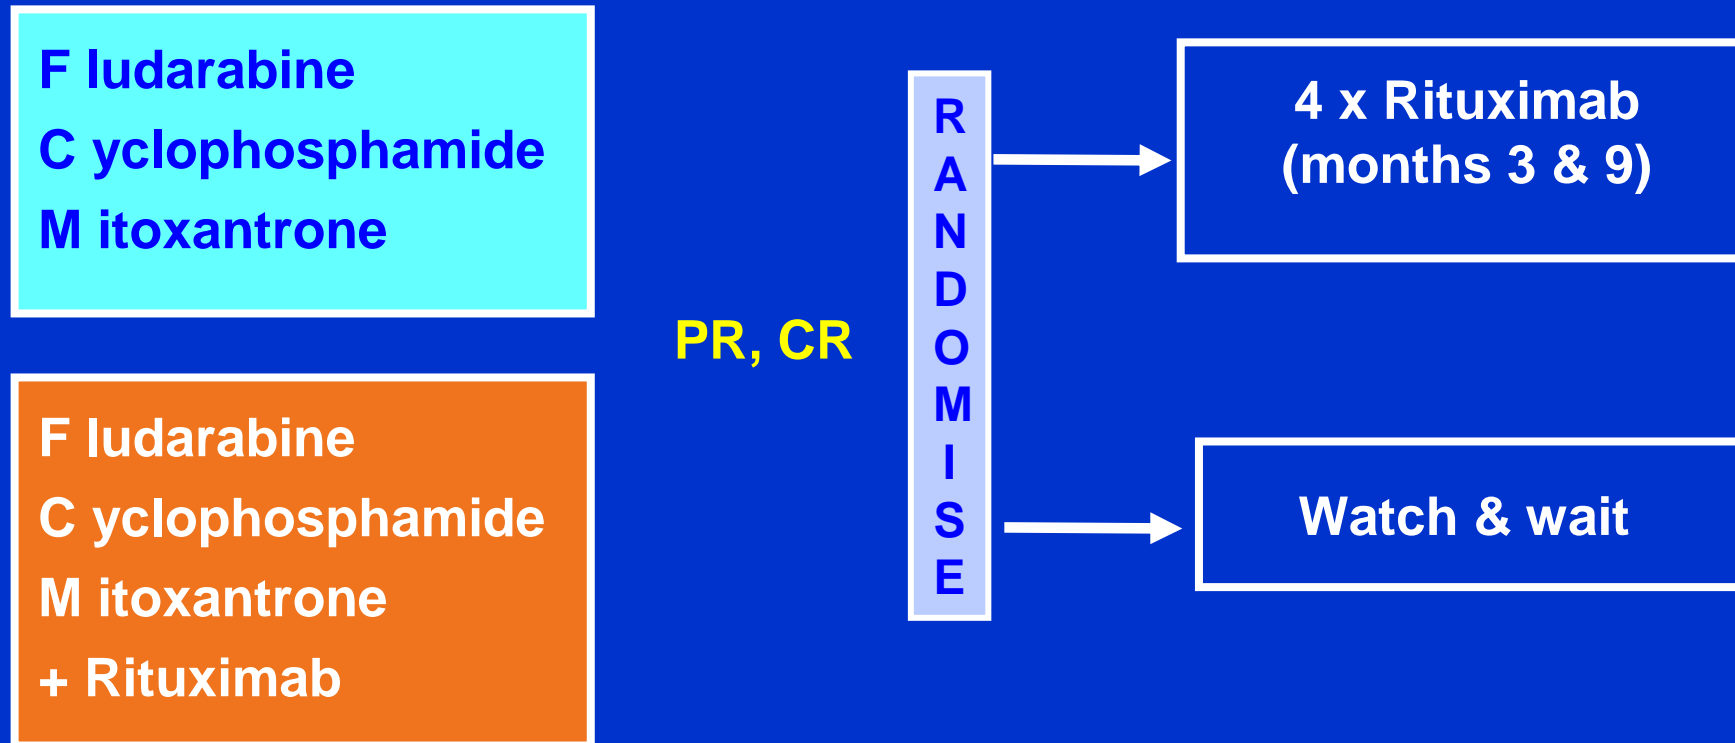 F ludarabine
C yclophosphamide
M itoxantrone
F ludarabine
C yclophosphamide
M itoxantrone
+ Rituximab
PR, CR
R
A
N
D
O
M
I
S
E
4 x Rituximab
(months 3 & 9)
Watch & wait